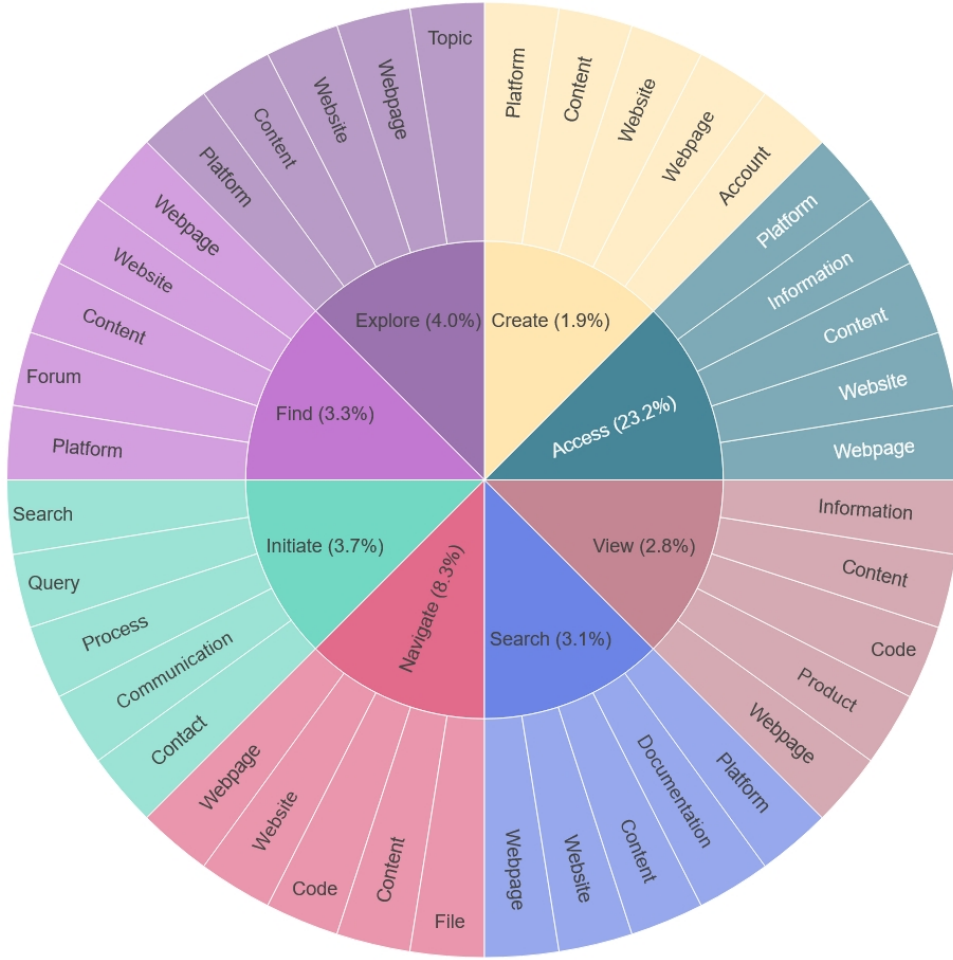 Create (1.9%)
Platform
Content
Website
Webpage
Account
Access (23.2%)
Platform
Information
Content
Website
Webpage
View (2.8%)
Information
Content
Code
Product
Webpage
Search (3.1%)
Platform
Documentation
Content
Website
Webpage
Navigate (8.3%)
File
Content
Code
Website
Webpage
Initiate (3.7%)
Contact
Communication
Process
Query
Search
Find (3.3%)
Platform
Forum
Content
Website
Webpage
Explore (4.0%)
Platform
Content
Website
Webpage
Topic